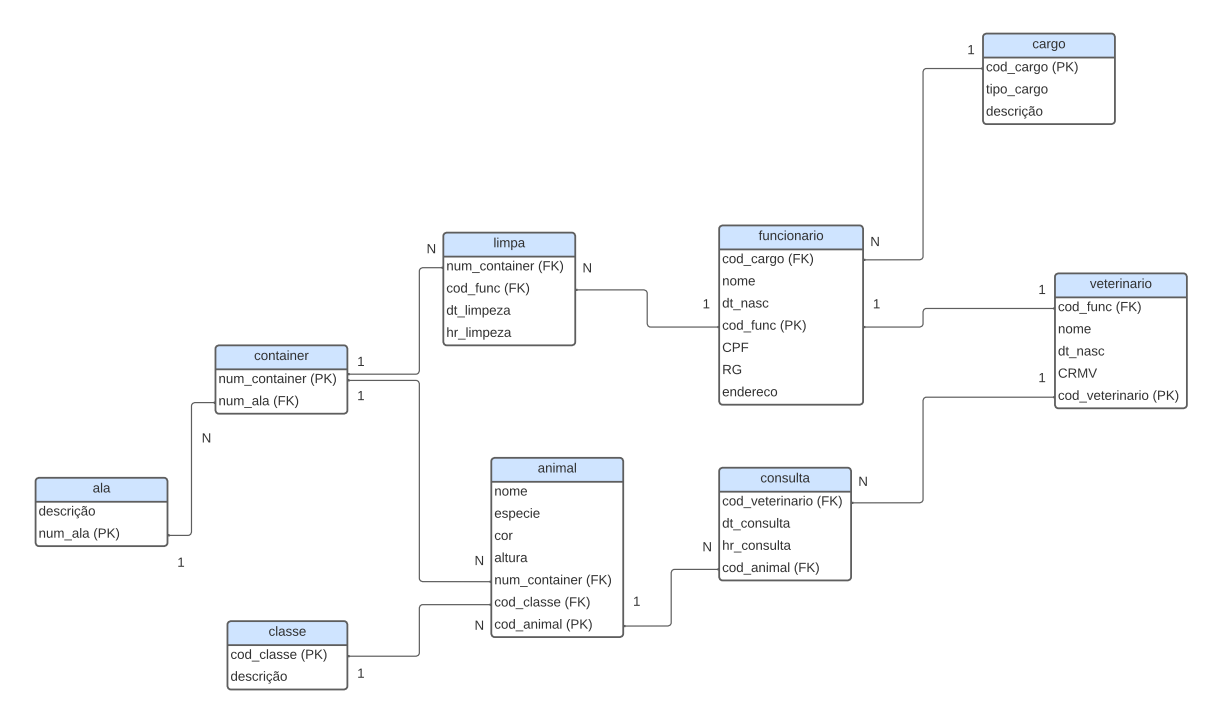 cargo
cod_cargo (PK)
tipo_cargo
descrição
1
funcionario
cod_cargo (FK)
nome
dt_nasc
cod_func (PK)
CPF
RG
endereco
N
1
1
limpa
num_container (FK)
cod_func (FK)
dt_limpeza
hr_limpeza
N
N
veterinario
cod_func (FK)
nome
dt_nasc
CRMV
cod_veterinario (PK)
1
1
container
num_container (PK)
num_ala (FK)
1
1
N
ala
descrição
num_ala (PK)
1
animal
nome
especie
cor
altura
num_container (FK)
cod_classe (FK)
cod_animal (PK)
N
N
1
consulta
cod_veterinario (FK)
dt_consulta
hr_consulta
cod_animal (FK)
N
N
classe
cod_classe (PK)
descrição
1